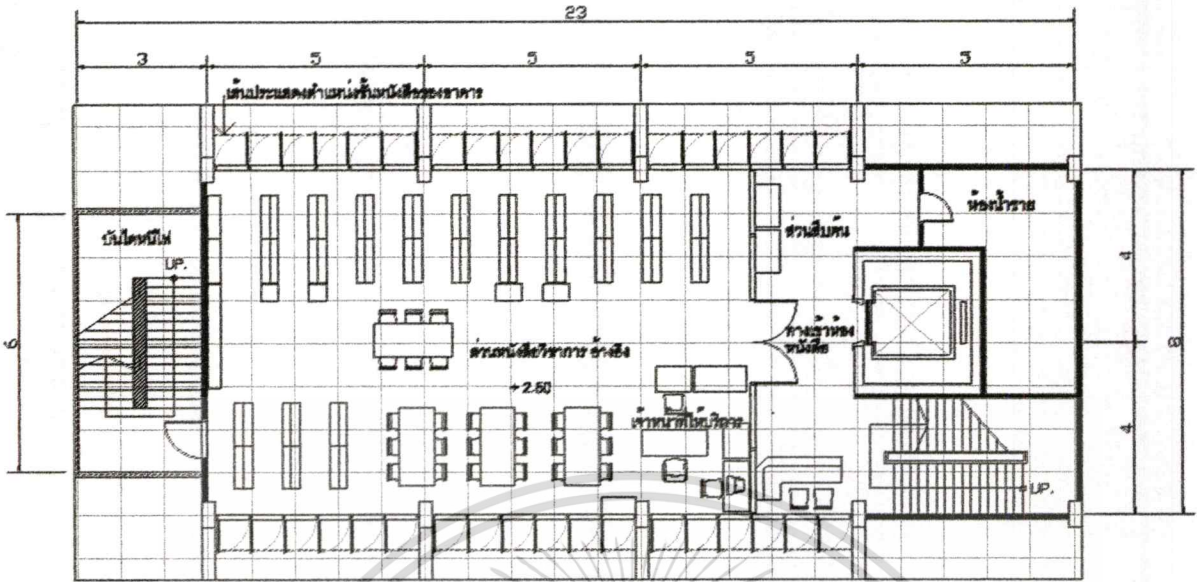 23
3 5 5 5 5
เส้นประแสดงตำแหน่งชั้นหนังสือของอาคาร
ห้องน้ำชาย
ส่วนสืบค้น
บันไดหนีไฟ
UP.
4
6
8
ทางเข้าห้อง
หนังสือ
ส่วนหนังสือวิชาการ อ้างอิง
+2.60
เจ้าหน้าที่ให้บริการ
4
UP.